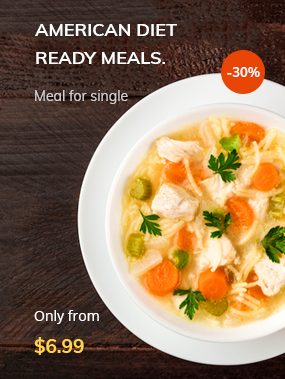 AMERICAN DIET
READY MEALS.
-30%
Meal for single
Only from
$6.99